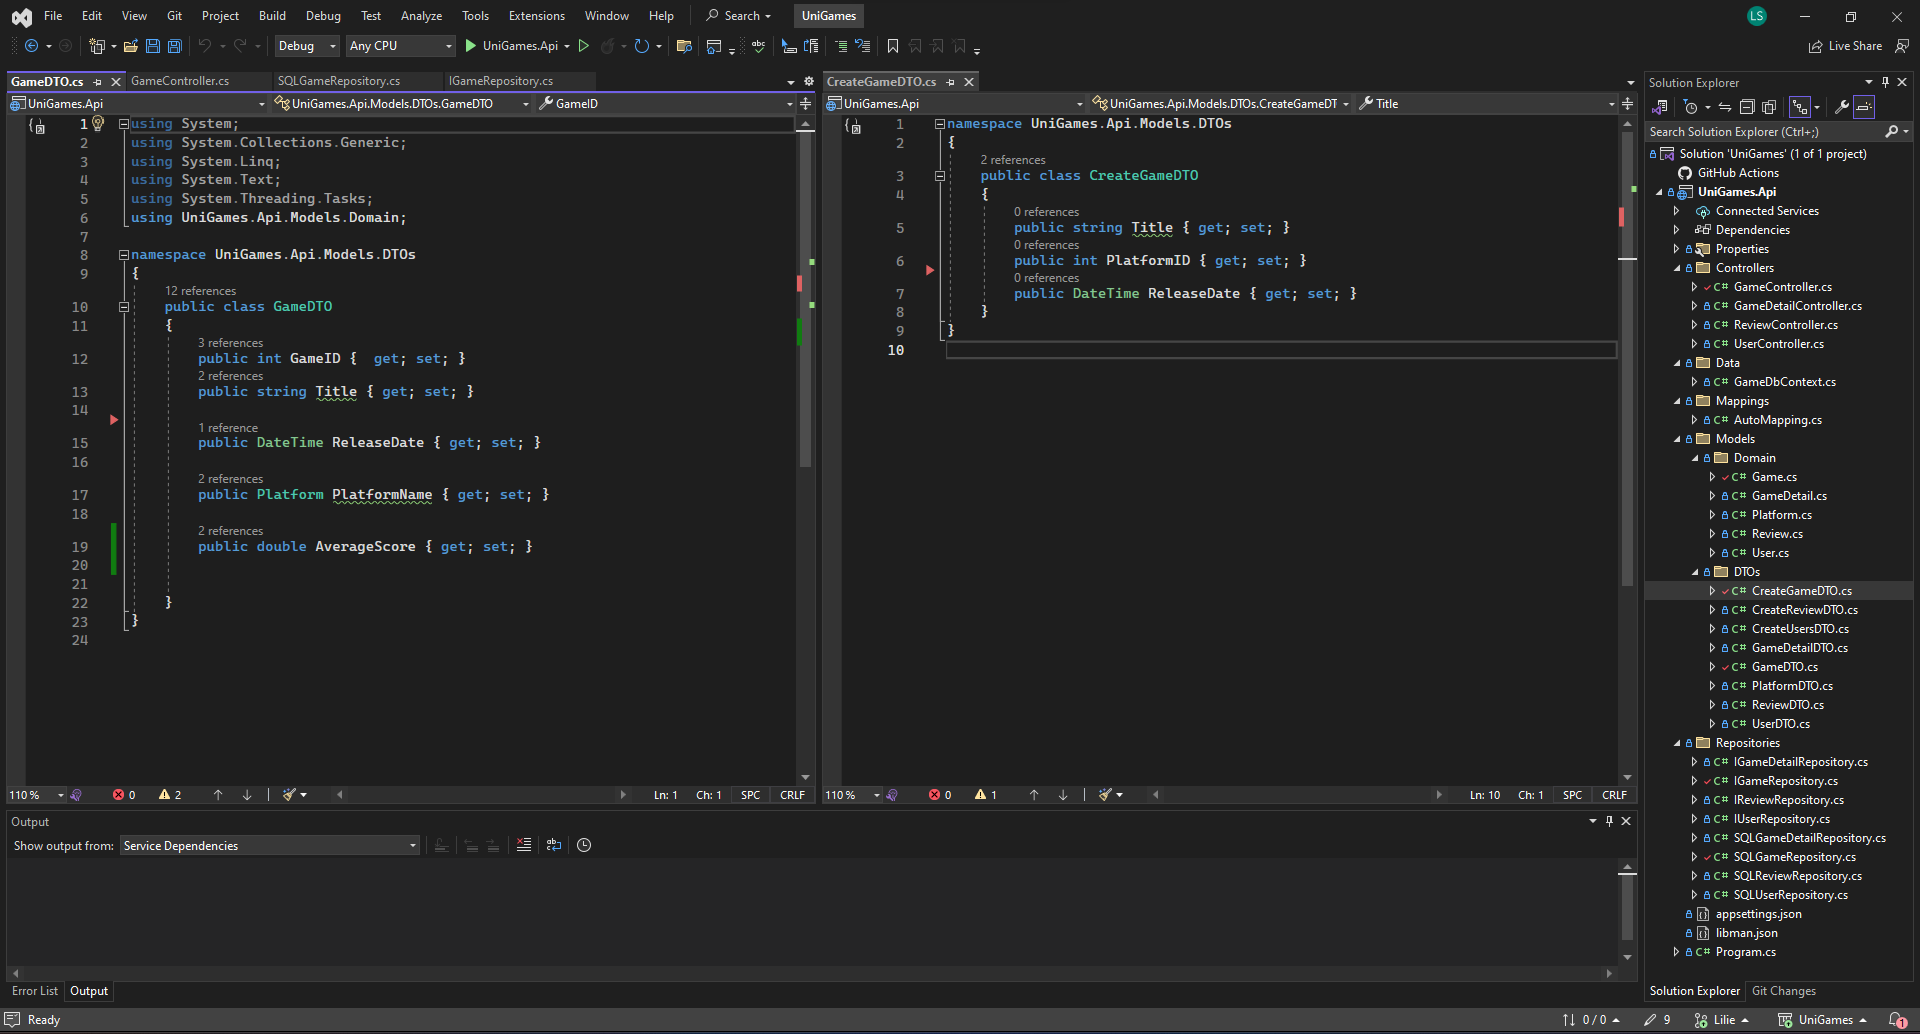 File Edit View Git Project Build Debug Test Analyze Tools Extensions Window Help Search UniGames LS
Debug Any CPU UniGames.Api Live Share
GameDTO.cs GameController.cs SQLGameRepository.cs IGameRepository.cs
UniGames.Api UniGames.Api.Models.DTOs.GameDTO GameID
1 using System;
2 using System.Collections.Generic;
3 using System.Linq;
4 using System.Text;
5 using System.Threading.Tasks;
6 using UniGames.Api.Models.Domain;
7
8 namespace UniGames.Api.Models.DTOs
9 {
12 references
10 public class GameDTO
11 {
3 references
12 public int GameID { get; set; }
2 references
13 public string Title { get; set; }
14
1 reference
15 public DateTime ReleaseDate { get; set; }
16
2 references
17 public Platform PlatformName { get; set; }
18
2 references
19 public double AverageScore { get; set; }
20
21
22 }
23 }
24
110 % 0 2 Ln: 1 Ch: 1 SPC CRLF
CreateGameDTO.cs
UniGames.Api UniGames.Api.Models.DTOs.CreateGameDT Title
1 namespace UniGames.Api.Models.DTOs
2 {
2 references
3 public class CreateGameDTO
4 {
0 references
5 public string Title { get; set; }
0 references
6 public int PlatformID { get; set; }
0 references
7 public DateTime ReleaseDate { get; set; }
8 }
9 }
10
110 % 0 1 Ln: 10 Ch: 1 SPC CRLF
Output
Show output from: Service Dependencies
Error List Output
Solution Explorer
Search Solution Explorer (Ctrl+;)
Solution 'UniGames' (1 of 1 project)
GitHub Actions
UniGames.Api
Connected Services
Dependencies
Properties
Controllers
C# GameController.cs
C# GameDetailController.cs
C# ReviewController.cs
C# UserController.cs
Data
C# GameDbContext.cs
Mappings
C# AutoMapping.cs
Models
Domain
C# Game.cs
C# GameDetail.cs
C# Platform.cs
C# Review.cs
C# User.cs
DTOs
C# CreateGameDTO.cs
C# CreateReviewDTO.cs
C# CreateUsersDTO.cs
C# GameDetailDTO.cs
C# GameDTO.cs
C# PlatformDTO.cs
C# ReviewDTO.cs
C# UserDTO.cs
Repositories
C# IGameDetailRepository.cs
C# IGameRepository.cs
C# IReviewRepository.cs
C# IUserRepository.cs
C# SQLGameDetailRepository.cs
C# SQLGameRepository.cs
C# SQLReviewRepository.cs
C# SQLUserRepository.cs
appsettings.json
libman.json
C# Program.cs
Solution Explorer Git Changes
Ready 0 / 0 9 Lilie UniGames 1